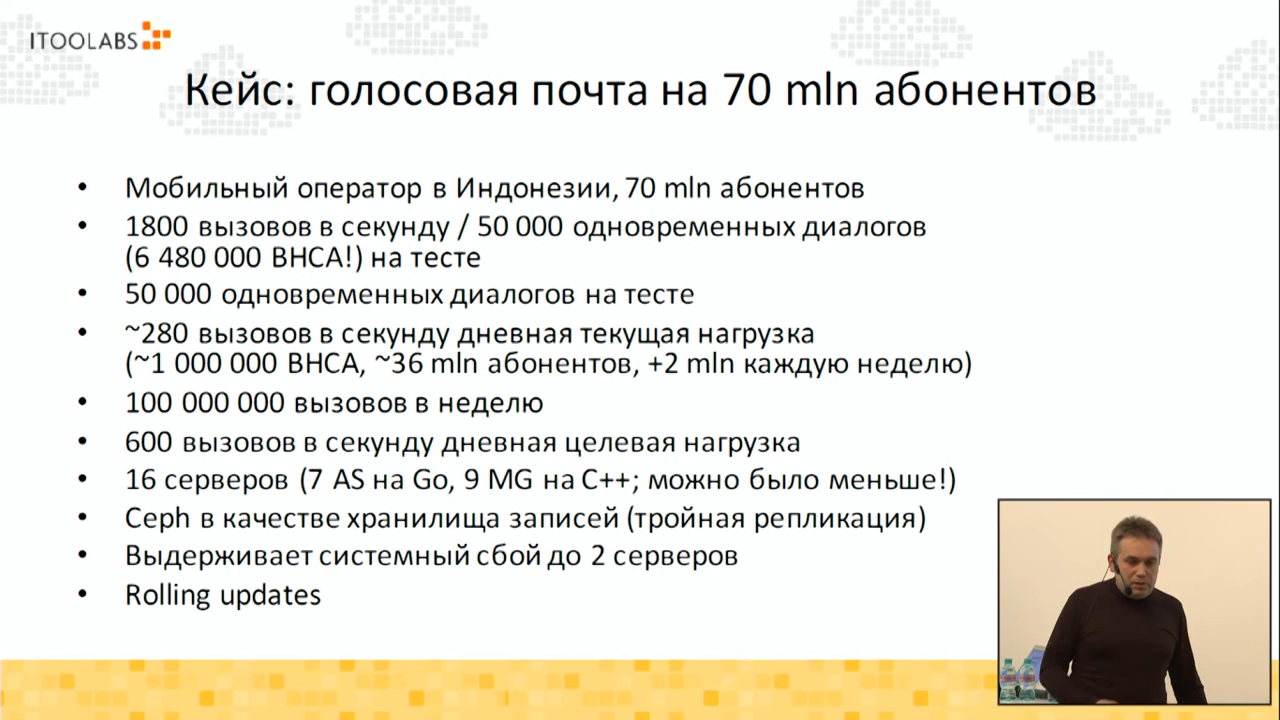 ITOOLABS
Кейс: голосовая почта на 70 mln абонентов
• Мобильный оператор в Индонезии, 70 mln абонентов
• 1800 вызовов в секунду / 50 000 одновременных диалогов
(6 480 000 BHCA!) на тесте
• 50 000 одновременных диалогов на тесте
• ~280 вызовов в секунду дневная текущая нагрузка
(~1 000 000 BHCA, ~36 mln абонентов, +2 mln каждую неделю)
• 100 000 000 вызовов в неделю
• 600 вызовов в секунду дневная целевая нагрузка
• 16 серверов (7 AS на Go, 9 MG на C++; можно было меньше!)
• Ceph в качестве хранилища записей (тройная репликация)
• Выдерживает системный сбой до 2 серверов
• Rolling updates